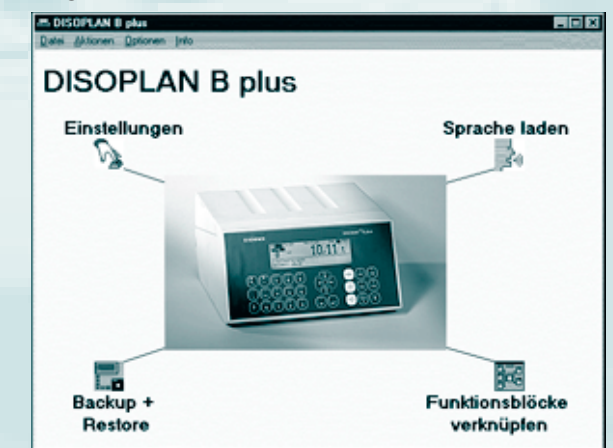 DISOPLAN B plus
Datei Aktionen Optionen Info
DISOPLAN B plus
Einstellungen
Sprache laden
10.11 t
Backup +
Restore
Funktionsblöcke
verknüpfen